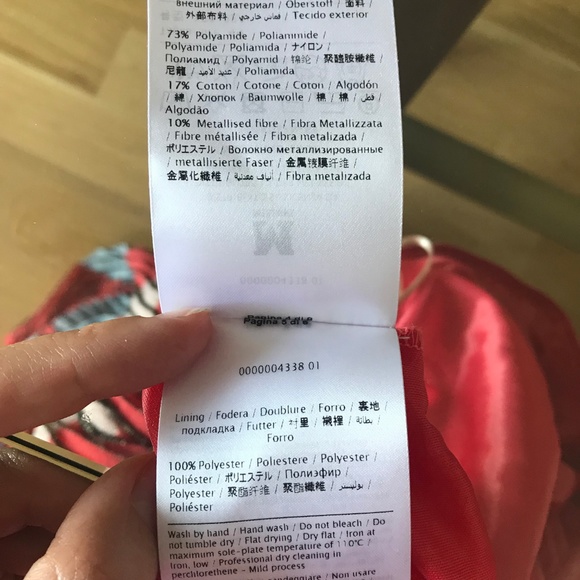 внешний материал / Oberstoff / 面料 /
外部布料 / قماس خارجي / Tecido exterior
73% Polyamide / Poliammide /
Polyamide / Poliamida / ナイロン /
Полиамид / Polyamid / 锦纶 / 聚醯胺纖維 /
尼龍 / عديد الأميد / Poliamida
17% Cotton / Cotone / Coton / Algodón
/ 綿 / Хлопок / Baumwolle / 棉 / 棉 / قطن /
Algodão
10% Metallised fibre / Fibra Metallizzata
/ Fibre métallisée / Fibra metalizada /
ポリエステル / Волокно металлизированные
/ metallisierte Faser / 金属镀膜纤维 /
金屬化纖維 / ألياف معدنية / Fibra metalizada
M
Pagina 5 di 8
0000004338 01
Lining / Fodera / Doublure / Forro / 裏地 /
подкладка / Futter / 衬里 / 襯裡 / بطانة /
Forro
100% Polyester / Poliestere / Polyester /
Poliéster / ポリエステル / Полиэфир /
Polyester / 聚酯纤维 / 聚酯纖維 / بوليستر /
Poliéster
Wash by hand / Hand wash / Do not bleach / Do
not tumble dry / Flat drying / Dry flat / Iron at
maximum sole-plate temperature of 110°C /
Iron, low / Professional dry cleaning in
perchlorethene - Mild process
/ Non usare